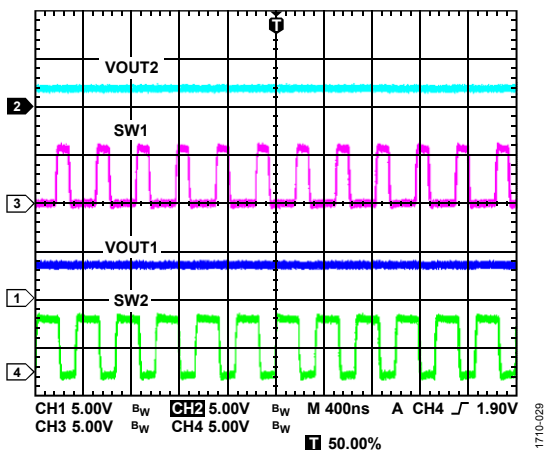 T
VOUT2
2
SW1
3
VOUT1
1
SW2
4
CH1 5.00V BW CH2 5.00V BW M 400ns A CH4 1.90V
CH3 5.00V BW CH4 5.00V BW
T 50.00%
1710-029